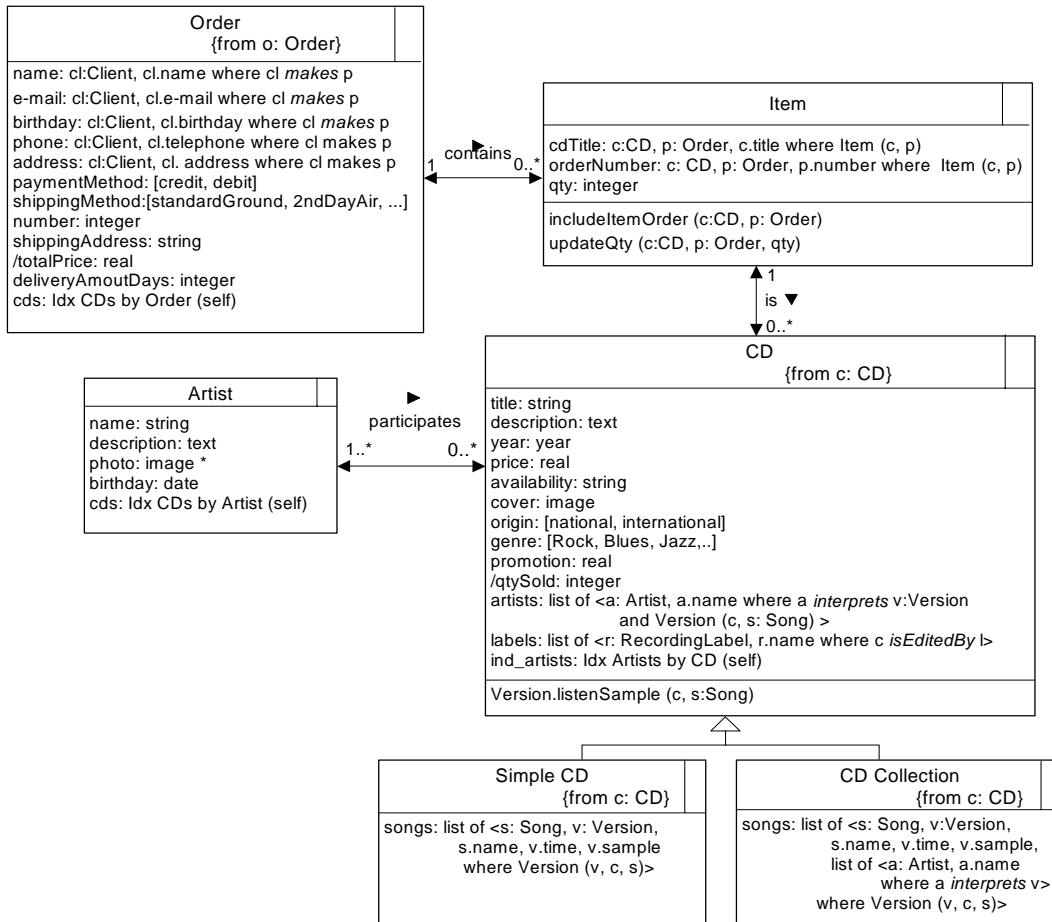 Order
{from o: Order}
name: cl:Client, cl.name where cl makes p
e-mail: cl:Client, cl.e-mail where cl makes p
birthday: cl:Client, cl.birthday where cl makes p
phone: cl:Client, cl.telephone where cl makes p
address: cl:Client, cl. address where cl makes p
paymentMethod: [credit, debit]
shippingMethod:[standardGround, 2ndDayAir, ...]
number: integer
shippingAddress: string
/totalPrice: real
deliveryAmoutDays: integer
cds: Idx CDs by Order (self)
contains
1
0..*
Item
cdTitle: c:CD, p: Order, c.title where Item (c, p)
orderNumber: c: CD, p: Order, p.number where Item (c, p)
qty: integer
includeItemOrder (c:CD, p: Order)
updateQty (c:CD, p: Order, qty)
1
is
0..*
Artist
name: string
description: text
photo: image *
birthday: date
cds: Idx CDs by Artist (self)
participates
1..*
0..*
CD
{from c: CD}
title: string
description: text
year: year
price: real
availability: string
cover: image
origin: [national, international]
genre: [Rock, Blues, Jazz,..]
promotion: real
/qtySold: integer
artists: list of <a: Artist, a.name where a interprets v:Version
and Version (c, s: Song) >
labels: list of <r: RecordingLabel, r.name where c isEditedBy l>
ind_artists: Idx Artists by CD (self)
Version.listenSample (c, s:Song)
Simple CD
{from c: CD}
songs: list of <s: Song, v: Version,
s.name, v.time, v.sample
where Version (v, c, s)>
CD Collection
{from c: CD}
songs: list of <s: Song, v:Version,
s.name, v.time, v.sample,
list of <a: Artist, a.name
where a interprets v>
where Version (v, c, s)>